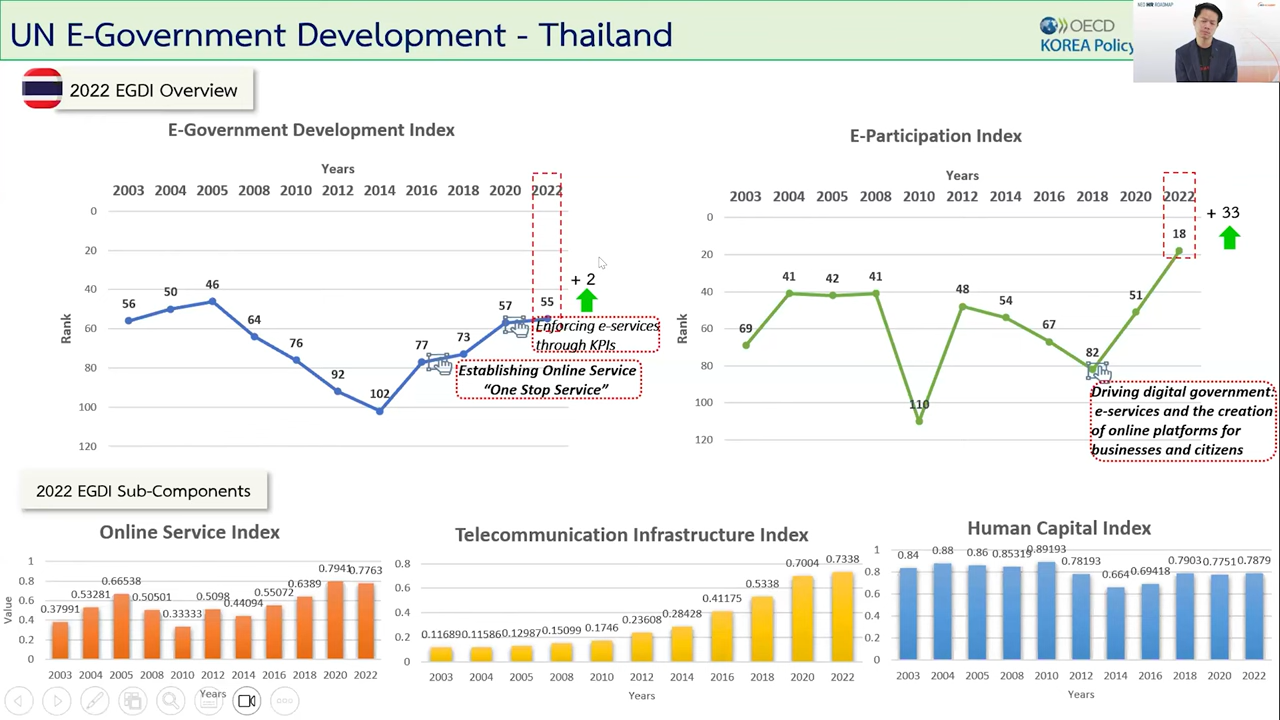 UN E-Government Development - Thailand
OECD
KOREA Policy
2022 EGDI Overview
E-Government Development Index
Years
2003 2004 2005 2008 2010 2012 2014 2016 2018 2020 2022
Rank
0
20
40
60
80
100
120
56
50
46
64
76
92
102
77
73
57
55
+ 2
Enforcing e-services
through KPIs
Establishing Online Service
“One Stop Service”
E-Participation Index
Years
2003 2004 2005 2008 2010 2012 2014 2016 2018 2020 2022
Rank
0
20
40
60
80
100
120
69
41
42
41
110
48
54
67
82
51
18
+ 33
Driving digital government:
e-services and the creation
of online platforms for
businesses and citizens
2022 EGDI Sub-Components
Online Service Index
Value
1
0.8
0.6
0.4
0.2
0
0.37991
0.53281
0.66538
0.50501
0.33333
0.5098
0.44094
0.55072
0.6389
0.7941
0.7763
2003 2004 2005 2008 2010 2012 2014 2016 2018 2020 2022
Years
Telecommunication Infrastructure Index
0.8
0.6
0.4
0.2
0
0.11689
0.11586
0.12987
0.15099
0.1746
0.23608
0.28428
0.41175
0.5338
0.7004
0.7338
2003 2004 2005 2008 2010 2012 2014 2016 2018 2020 2022
Years
Human Capital Index
1
0.8
0.6
0.4
0.2
0
0.84
0.88
0.86
0.85319
0.89193
0.78193
0.664
0.69418
0.7903
0.7751
0.7879
2003 2004 2005 2008 2010 2012 2014 2016 2018 2020 2022
Years